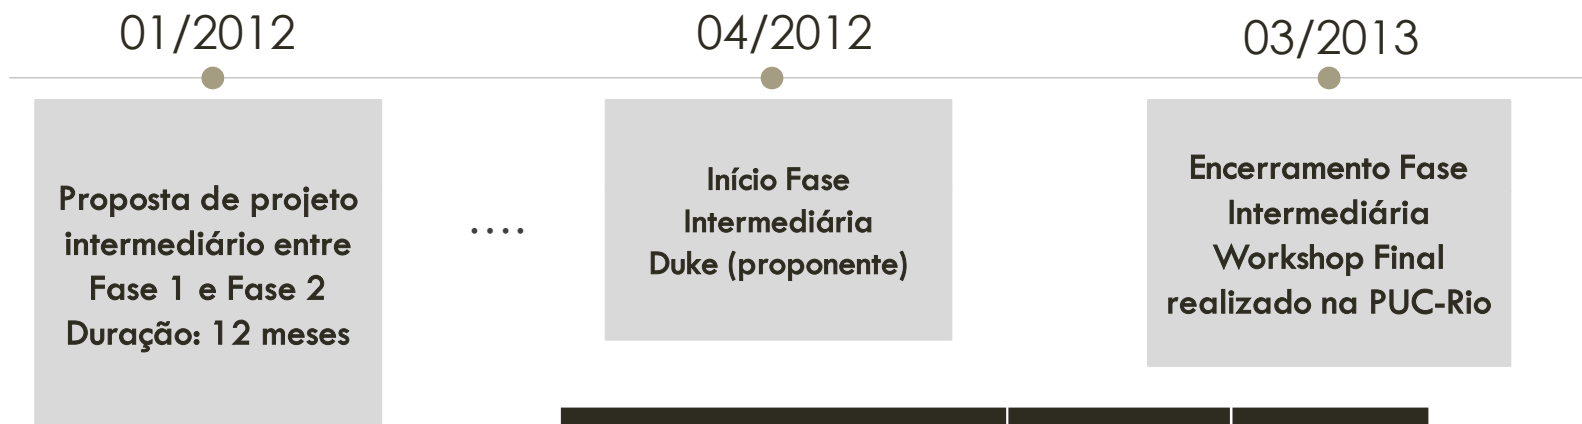 01/2012
04/2012
03/2013
Proposta de projeto
intermediário entre
Fase 1 e Fase 2
Duração: 12 meses
....
Início Fase
Intermediária
Duke (proponente)
Encerramento Fase
Intermediária
Workshop Final
realizado na PUC-Rio